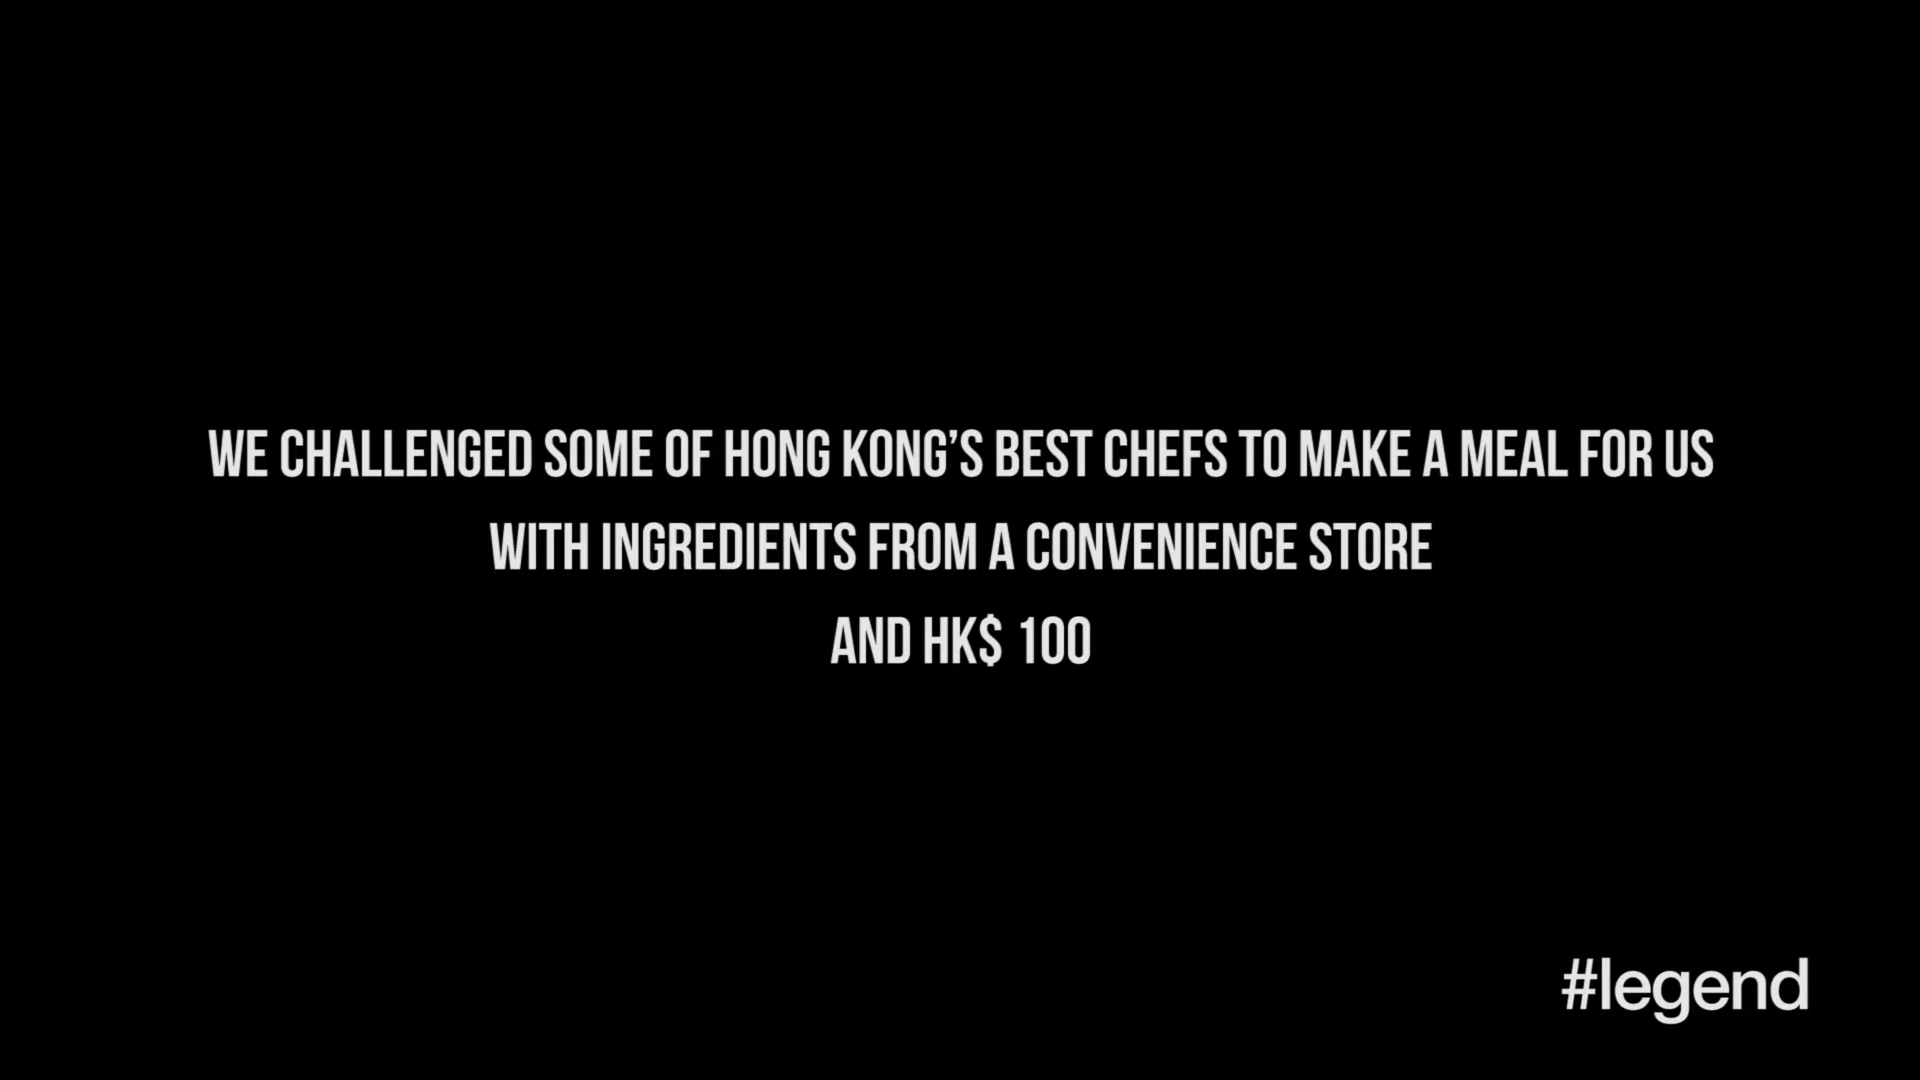 WE CHALLENGED SOME OF HONG KONG’S BEST CHEFS TO MAKE A MEAL FOR US
WITH INGREDIENTS FROM A CONVENIENCE STORE
AND HK$ 100
#legend